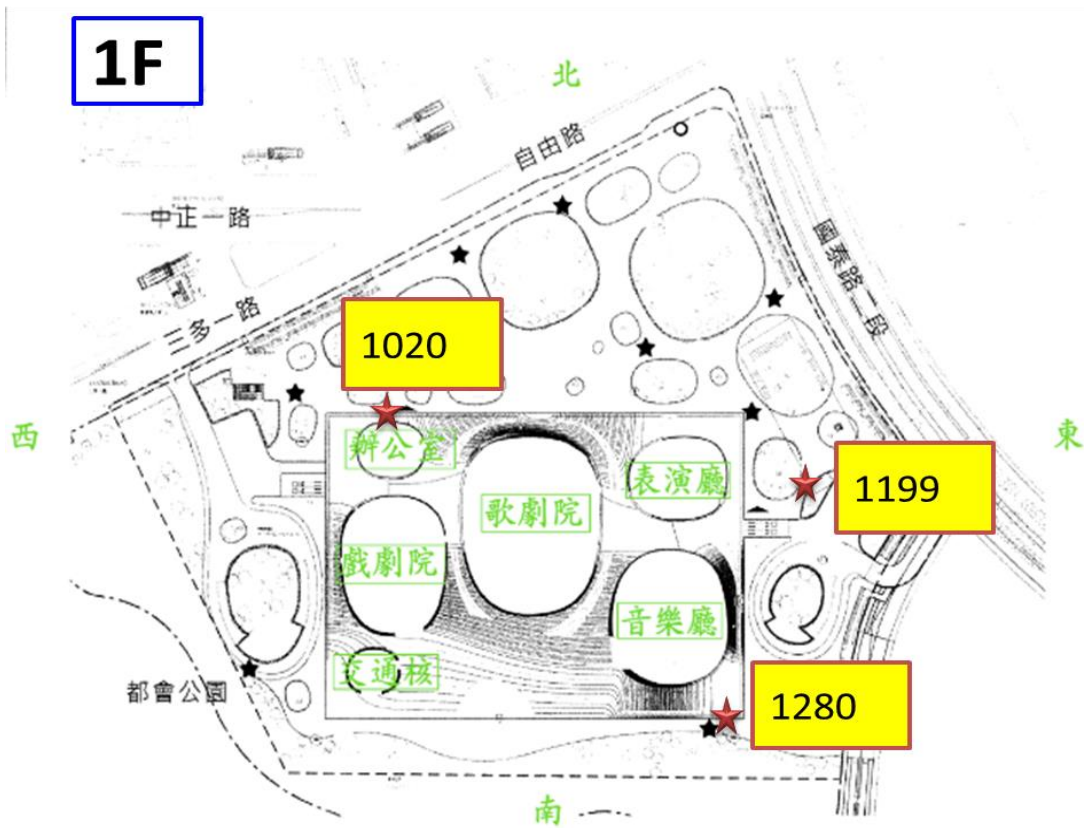 1F
北
自由路
中正一路
國泰路一段
三多一路
1020
西
東
辦公室
表演廳
1199
歌劇院
戲劇院
音樂廳
交通核
都會公園
1280
南